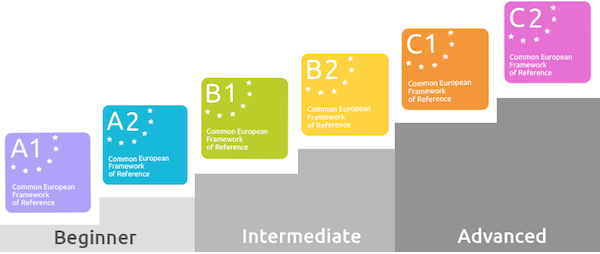 A1
Common European
Framework
of Reference
A2
Common European
Framework
of Reference
B1
Common European
Framework
of Reference
B2
Common European
Framework
of Reference
C1
Common European
Framework
of Reference
C2
Common European
Framework
of Reference
Beginner
Intermediate
Advanced